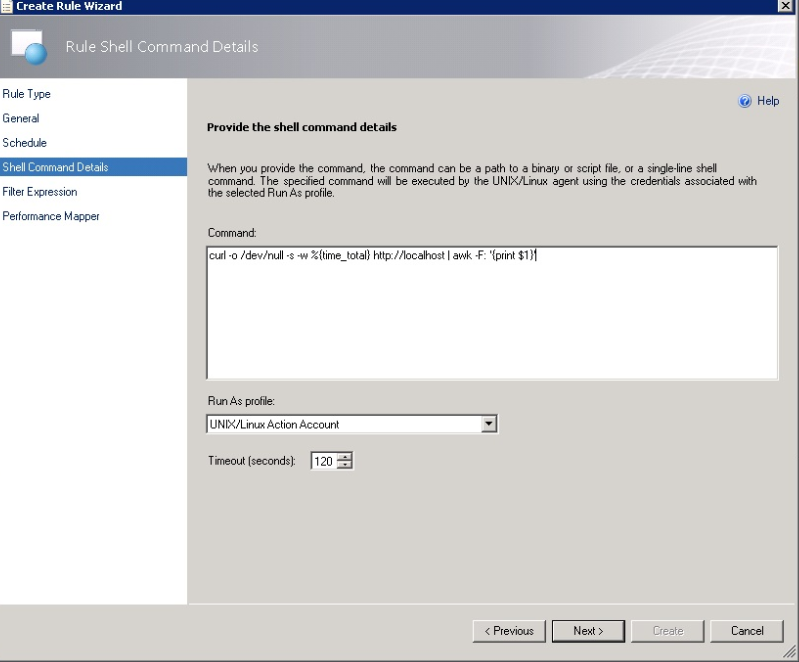 Create Rule Wizard
Rule Shell Command Details
Rule Type
General
Schedule
Shell Command Details
Filter Expression
Performance Mapper
Help
Provide the shell command details
When you provide the command, the command can be a path to a binary or script file, or a single-line shell
command. The specified command will be executed by the UNIX/Linux agent using the credentials associated with
the selected Run As profile.
Command:
curl -o /dev/null -s -w %{time_total} http://localhost | awk -F: '{print $1}'
Run As profile:
UNIX/Linux Action Account
Timeout (seconds): 120
< Previous Next > Create Cancel